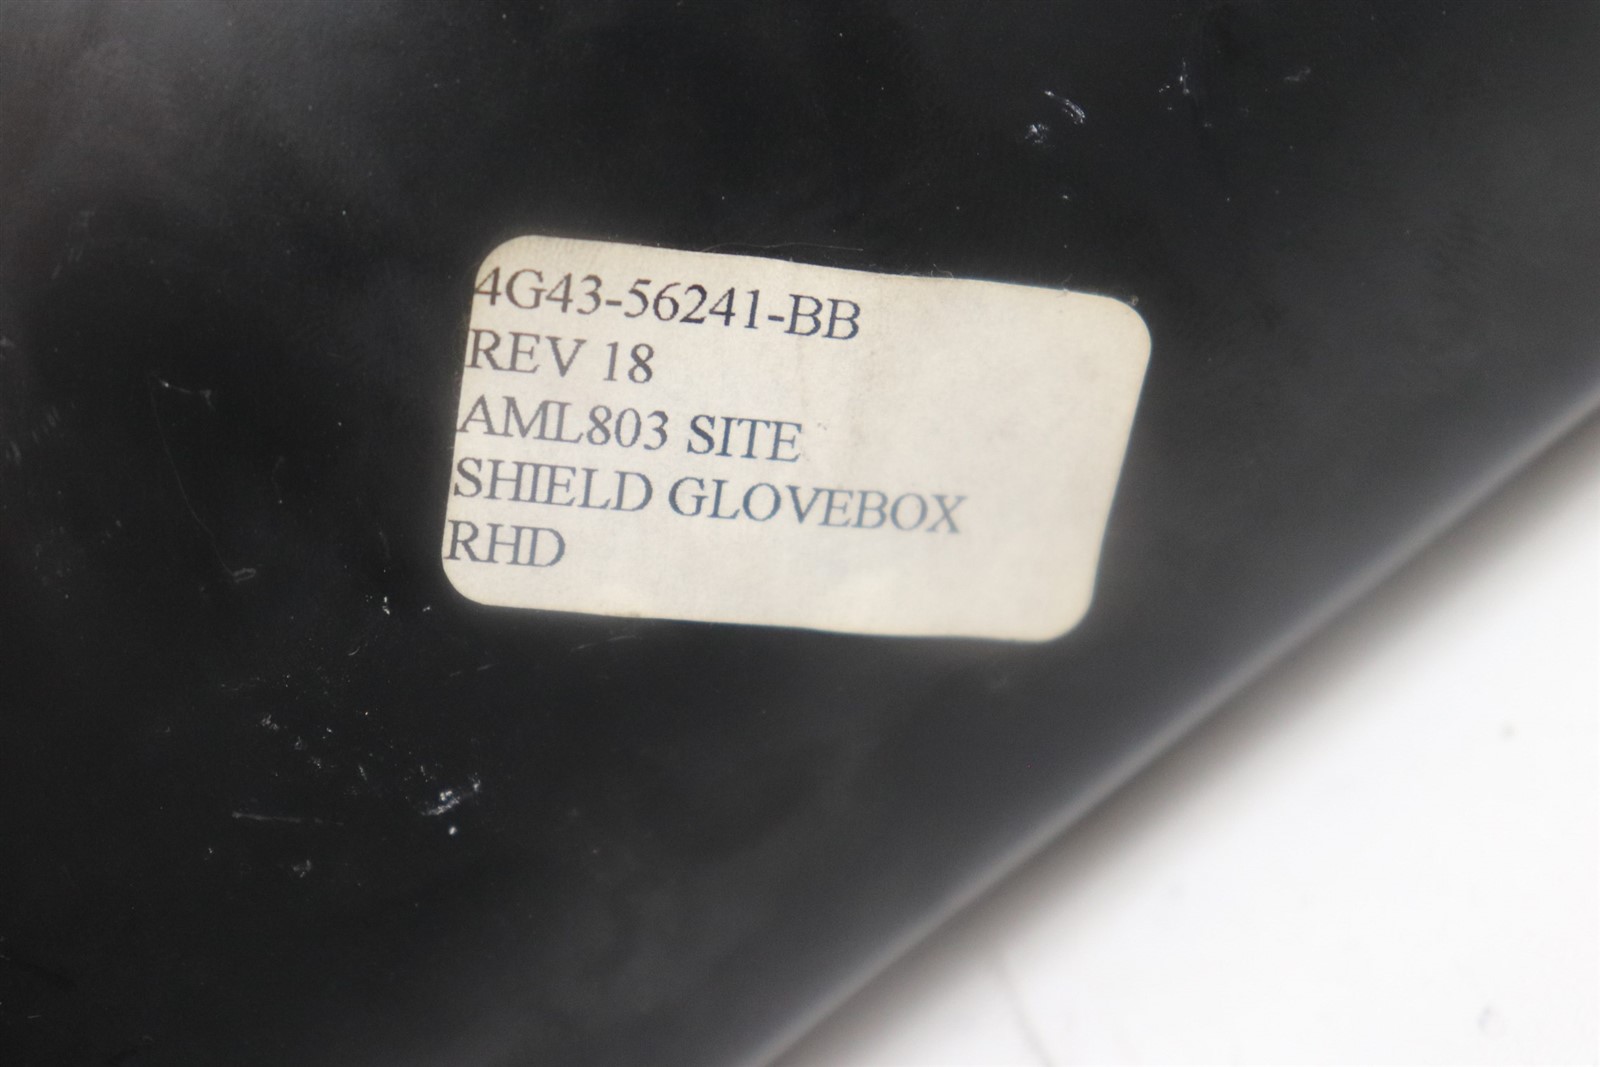 4G43-56241-BB
REV 18
AML803 SITE
SHIELD GLOVEBOX
RHD